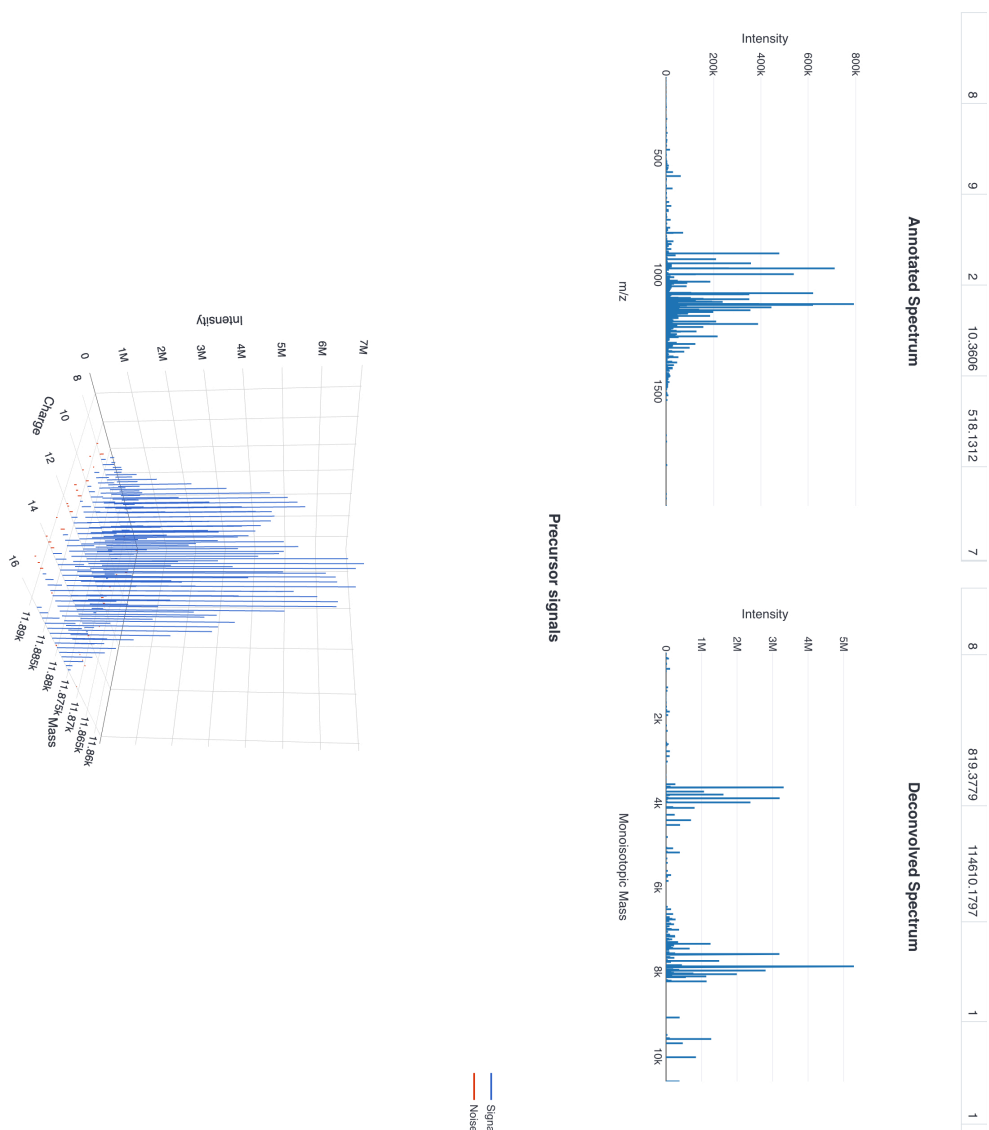 8
9
2
10.3606
518.1312
7
8
819.3779
114610.1797
1
1
Annotated Spectrum
Intensity
800k
600k
400k
200k
0
500
1000
1500
m/z
Deconvolved Spectrum
Intensity
5M
4M
3M
2M
1M
0
2k
4k
6k
8k
10k
Monoisotopic Mass
Precursor signals
Noise
Intensity
7M
6M
5M
4M
3M
2M
1M
0
8
10
12
14
16
Charge
11.89k
11.885k
11.88k
11.875k
11.87k
11.865k
11.86k
Mass